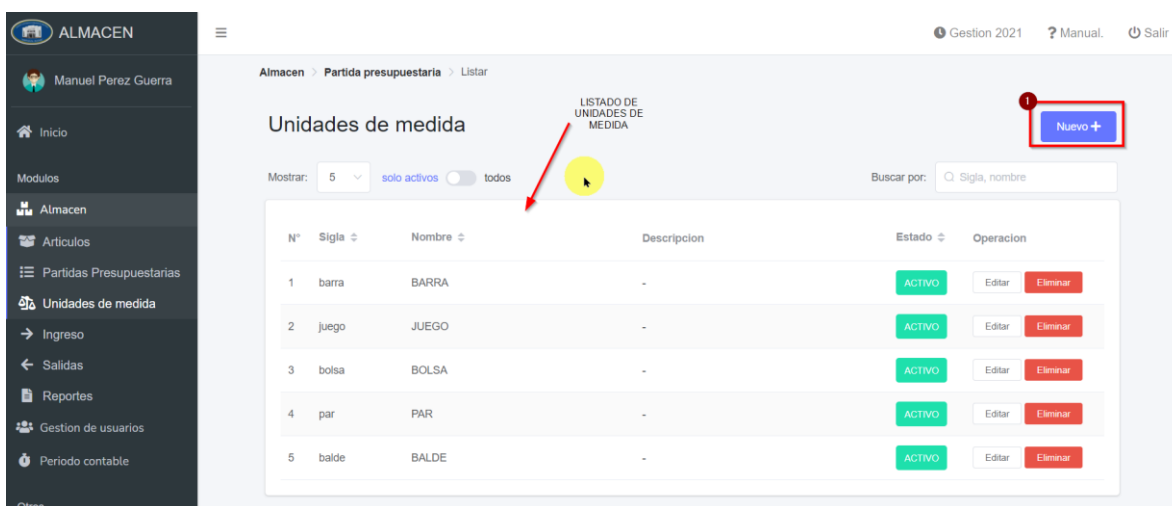 ALMACEN
Gestion 2021 ? Manual. Salir
Manuel Perez Guerra
Almacen > Partida presupuestaria > Listar
LISTADO DE
UNIDADES DE
MEDIDA
1
Unidades de medida
Nuevo +
Inicio
Mostrar: 5 solo activos todos
Buscar por: Sigla, nombre
Modulos
Almacen
Articulos
Partidas Presupuestarias
Unidades de medida
Ingreso
Salidas
Reportes
Gestion de usuarios
Periodo contable
Otros
N° Sigla Nombre Descripcion Estado Operacion
1 barra BARRA - ACTIVO Editar Eliminar
2 juego JUEGO - ACTIVO Editar Eliminar
3 bolsa BOLSA - ACTIVO Editar Eliminar
4 par PAR - ACTIVO Editar Eliminar
5 balde BALDE - ACTIVO Editar Eliminar